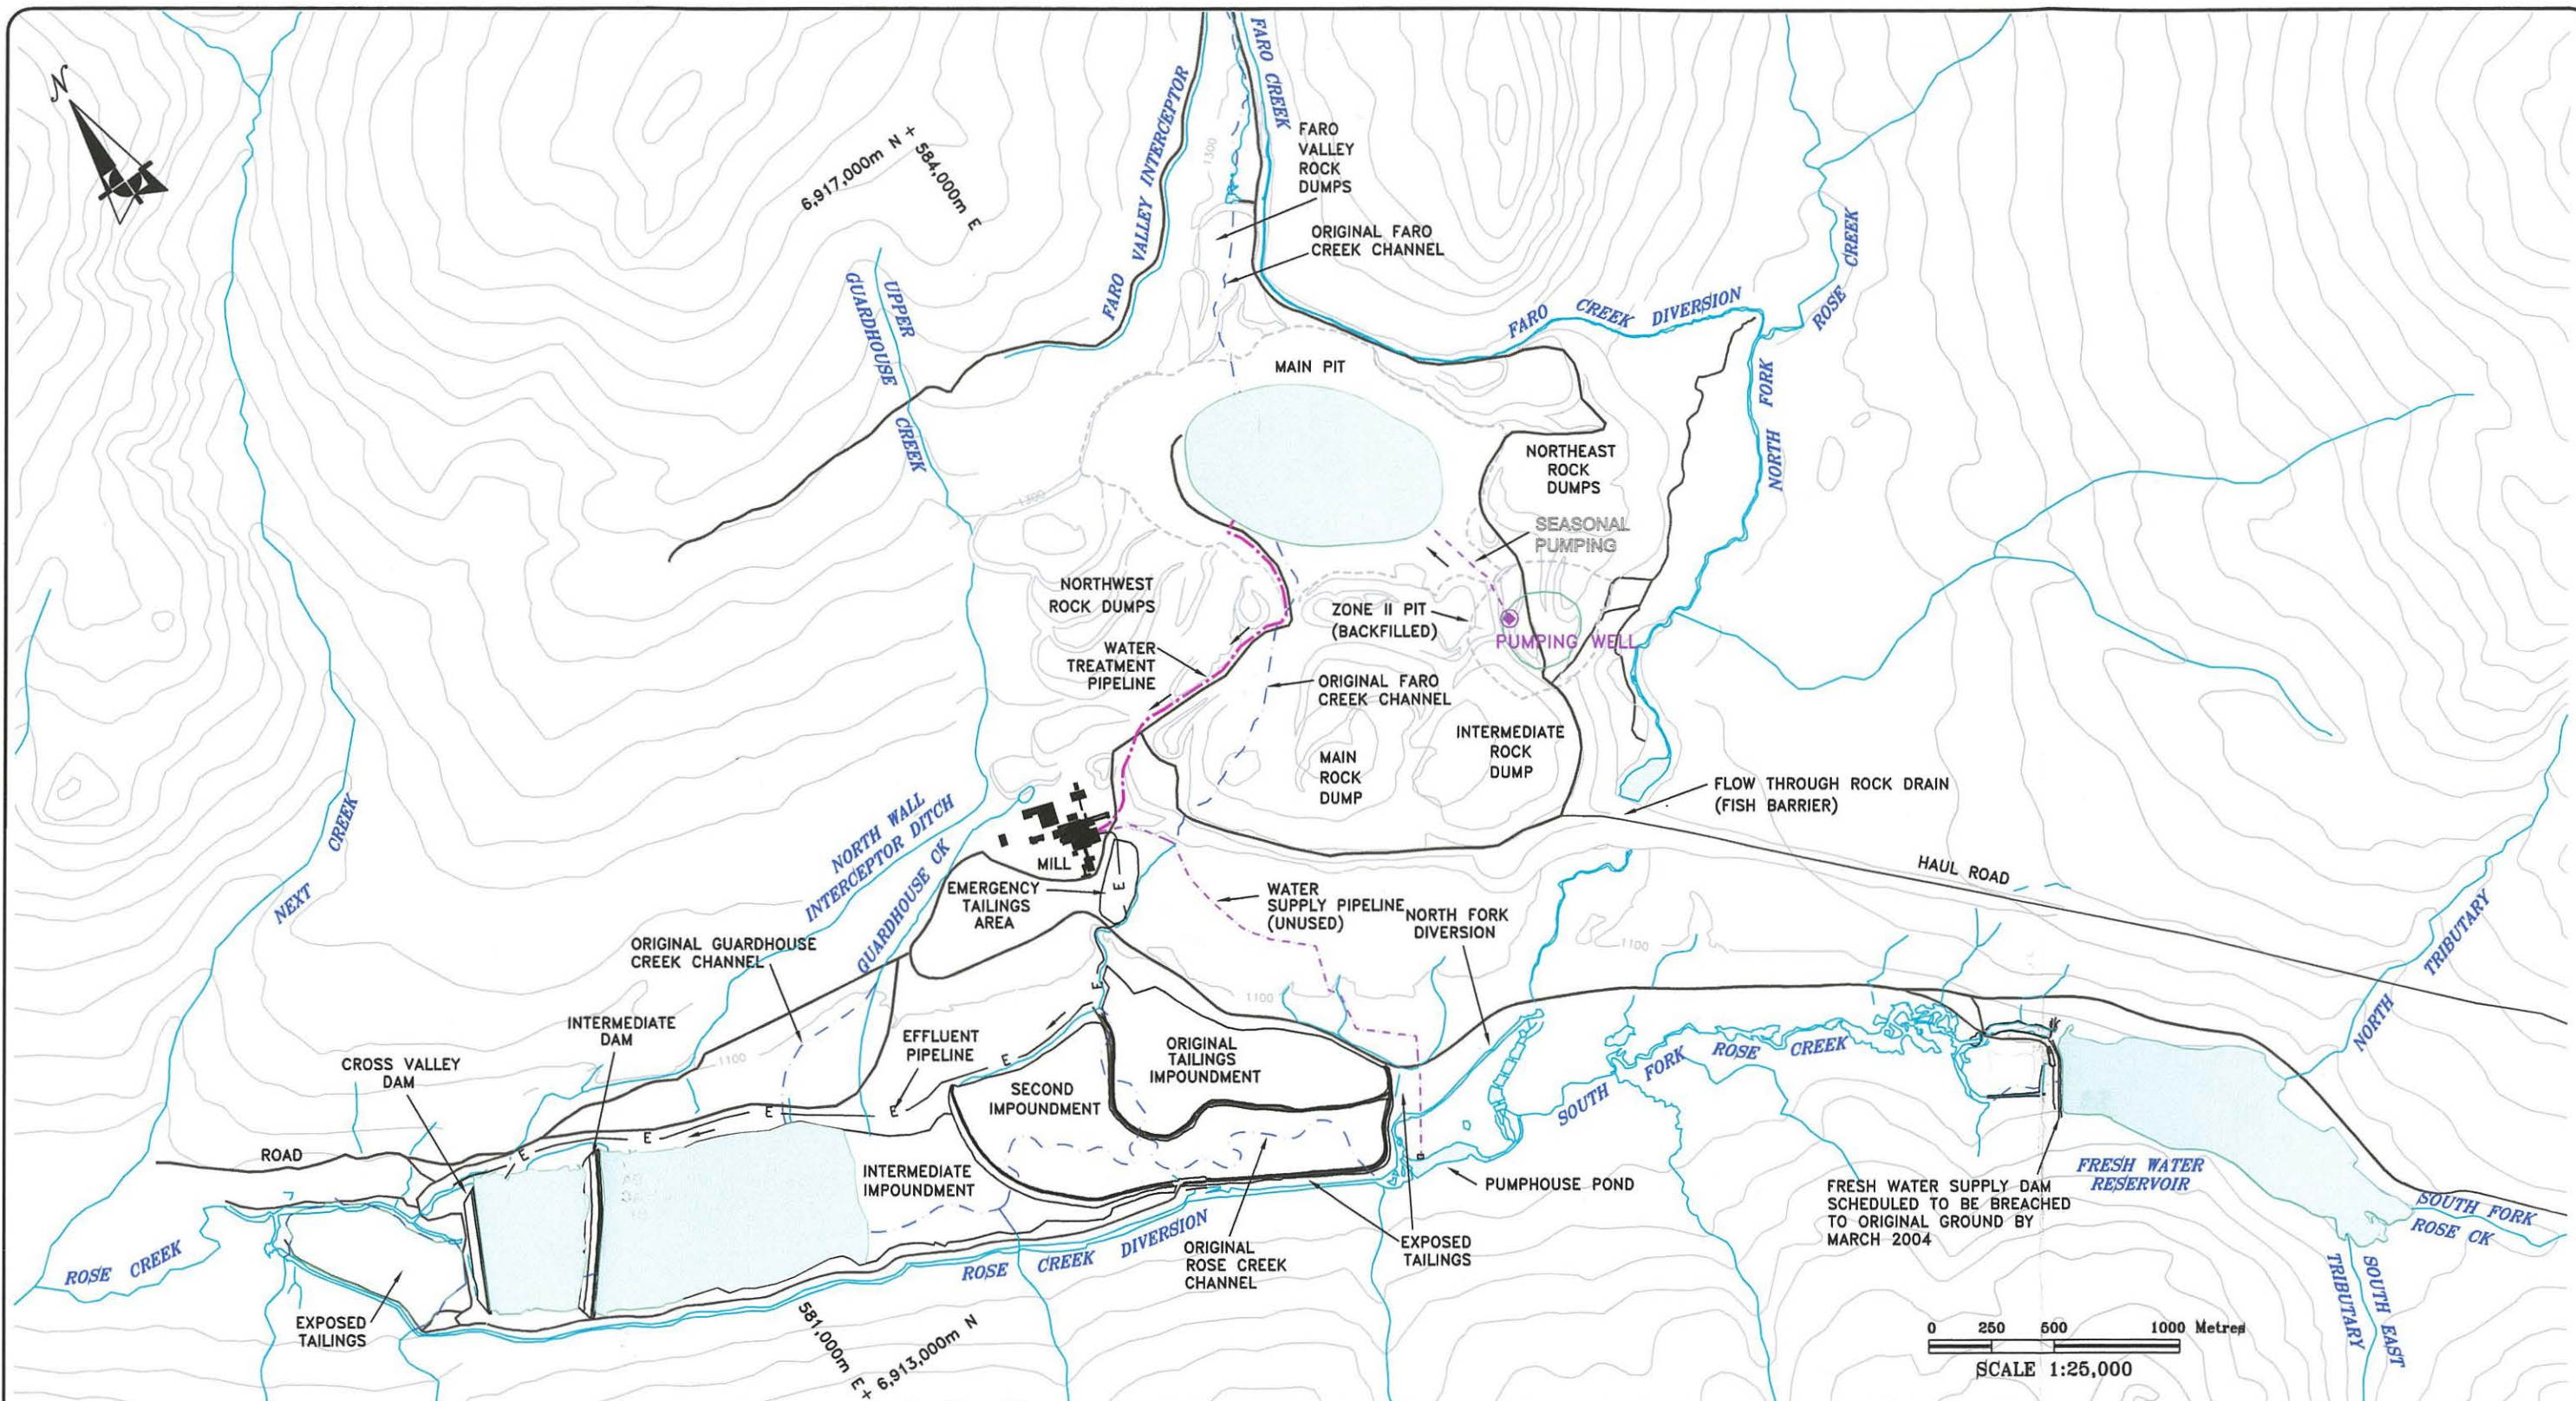 N
6,917,000m N
584,000m E
FARO VALLEY INTERCEPTOR
FARO CREEK
1300
FARO
VALLEY
ROCK
DUMPS
ORIGINAL FARO
CREEK CHANNEL
UPPER
GUARDHOUSE
CREEK
FARO CREEK DIVERSION
ROSE CREEK
NORTH FORK
MAIN PIT
NORTHEAST
ROCK
DUMPS
1300
SEASONAL
PUMPING
NORTHWEST
ROCK DUMPS
ZONE II PIT
(BACKFILLED)
PUMPING WELL
WATER
TREATMENT
PIPELINE
ORIGINAL FARO
CREEK CHANNEL
INTERMEDIATE
ROCK
DUMP
MAIN
ROCK
DUMP
FLOW THROUGH ROCK DRAIN
(FISH BARRIER)
NORTH WALL
INTERCEPTOR DITCH
NEXT CREEK
GUARDHOUSE CK
MILL
HAUL ROAD
EMERGENCY
TAILINGS
AREA
E
WATER
SUPPLY PIPELINE
(UNUSED)
NORTH FORK
DIVERSION
1100
ORIGINAL GUARDHOUSE
CREEK CHANNEL
NORTH TRIBUTARY
E
1100
INTERMEDIATE
DAM
EFFLUENT
PIPELINE
ORIGINAL
TAILINGS
IMPOUNDMENT
E
1100
CROSS VALLEY
DAM
SECOND
IMPOUNDMENT
SOUTH FORK ROSE CREEK
E
E
E
E
ROAD
INTERMEDIATE
IMPOUNDMENT
PUMPHOUSE POND
FRESH WATER
RESERVOIR
FRESH WATER SUPPLY DAM
SCHEDULED TO BE BREACHED
TO ORIGINAL GROUND BY
MARCH 2004
SOUTH FORK
ROSE CK
ROSE CREEK
ROSE CREEK DIVERSION
ORIGINAL
ROSE CREEK
CHANNEL
EXPOSED
TAILINGS
EXPOSED
TAILINGS
SOUTH EAST
TRIBUTARY
581,000m E
6,913,000m N
0 250 500 1000 Metres
SCALE 1:25,000